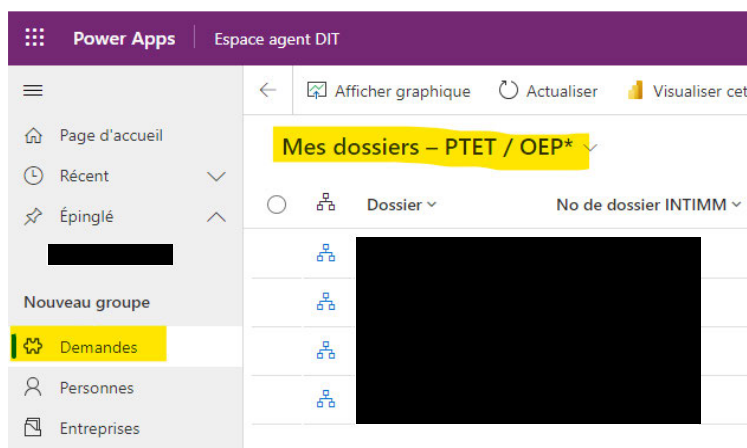 Power Apps Espace agent DIT
Afficher graphique Actualiser Visualiser cet
Page d'accueil
Récent
Épinglé
Mes dossiers – PTET / OEP*
Dossier No de dossier INTIMM
Nouveau groupe
Demandes
Personnes
Entreprises